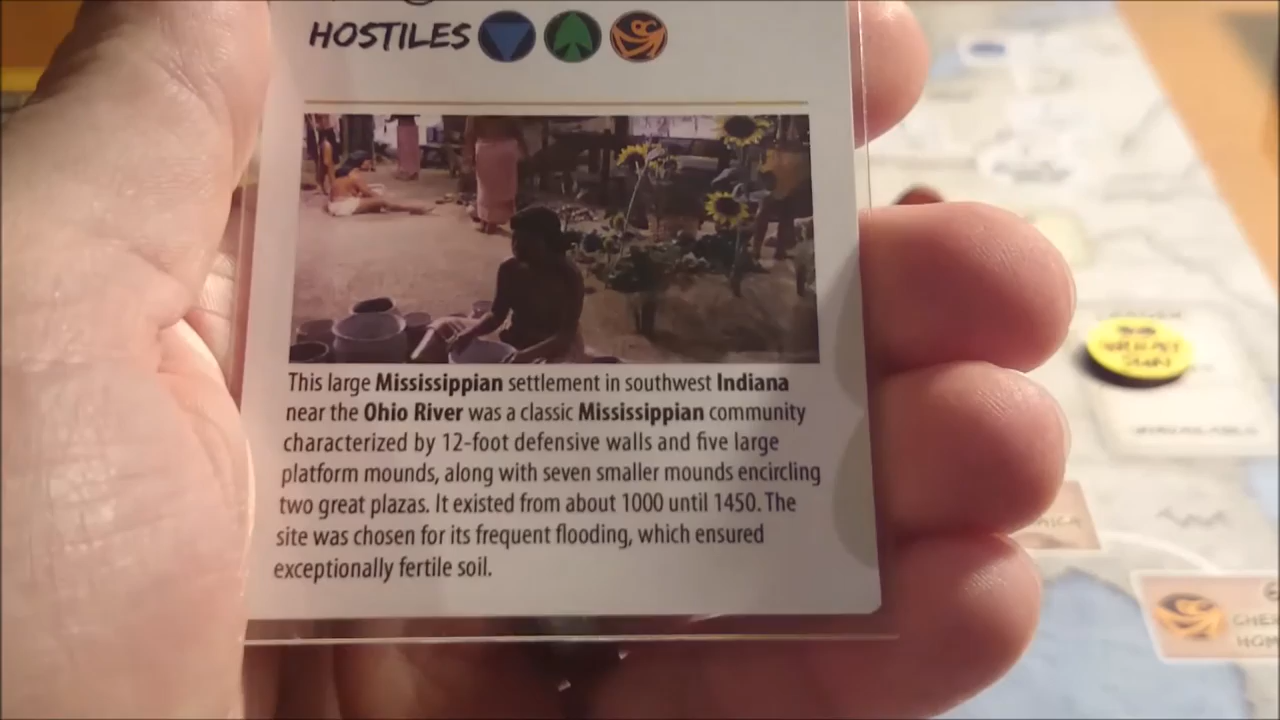 HOSTILES
This large Mississippian settlement in southwest Indiana
near the Ohio River was a classic Mississippian community
characterized by 12-foot defensive walls and five large
platform mounds, along with seven smaller mounds encircling
two great plazas. It existed from about 1000 until 1450. The
site was chosen for its frequent flooding, which ensured
exceptionally fertile soil.